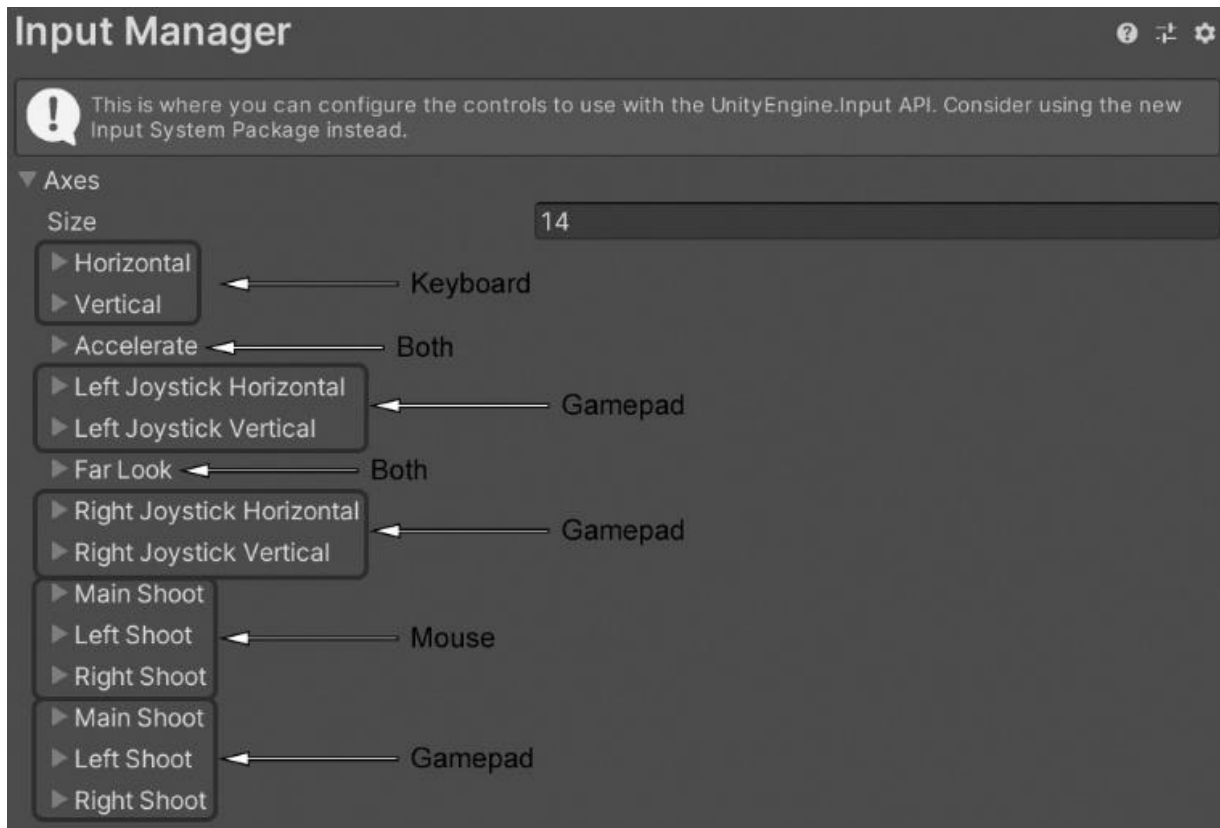 Input Manager
This is where you can configure the controls to use with the UnityEngine.Input API. Consider using the new
Input System Package instead.
Axes
Size 14
Horizontal
Keyboard
Vertical
Accelerate Both
Left Joystick Horizontal
Gamepad
Left Joystick Vertical
Far Look Both
Right Joystick Horizontal
Gamepad
Right Joystick Vertical
Main Shoot
Left Shoot Mouse
Right Shoot
Main Shoot
Left Shoot Gamepad
Right Shoot